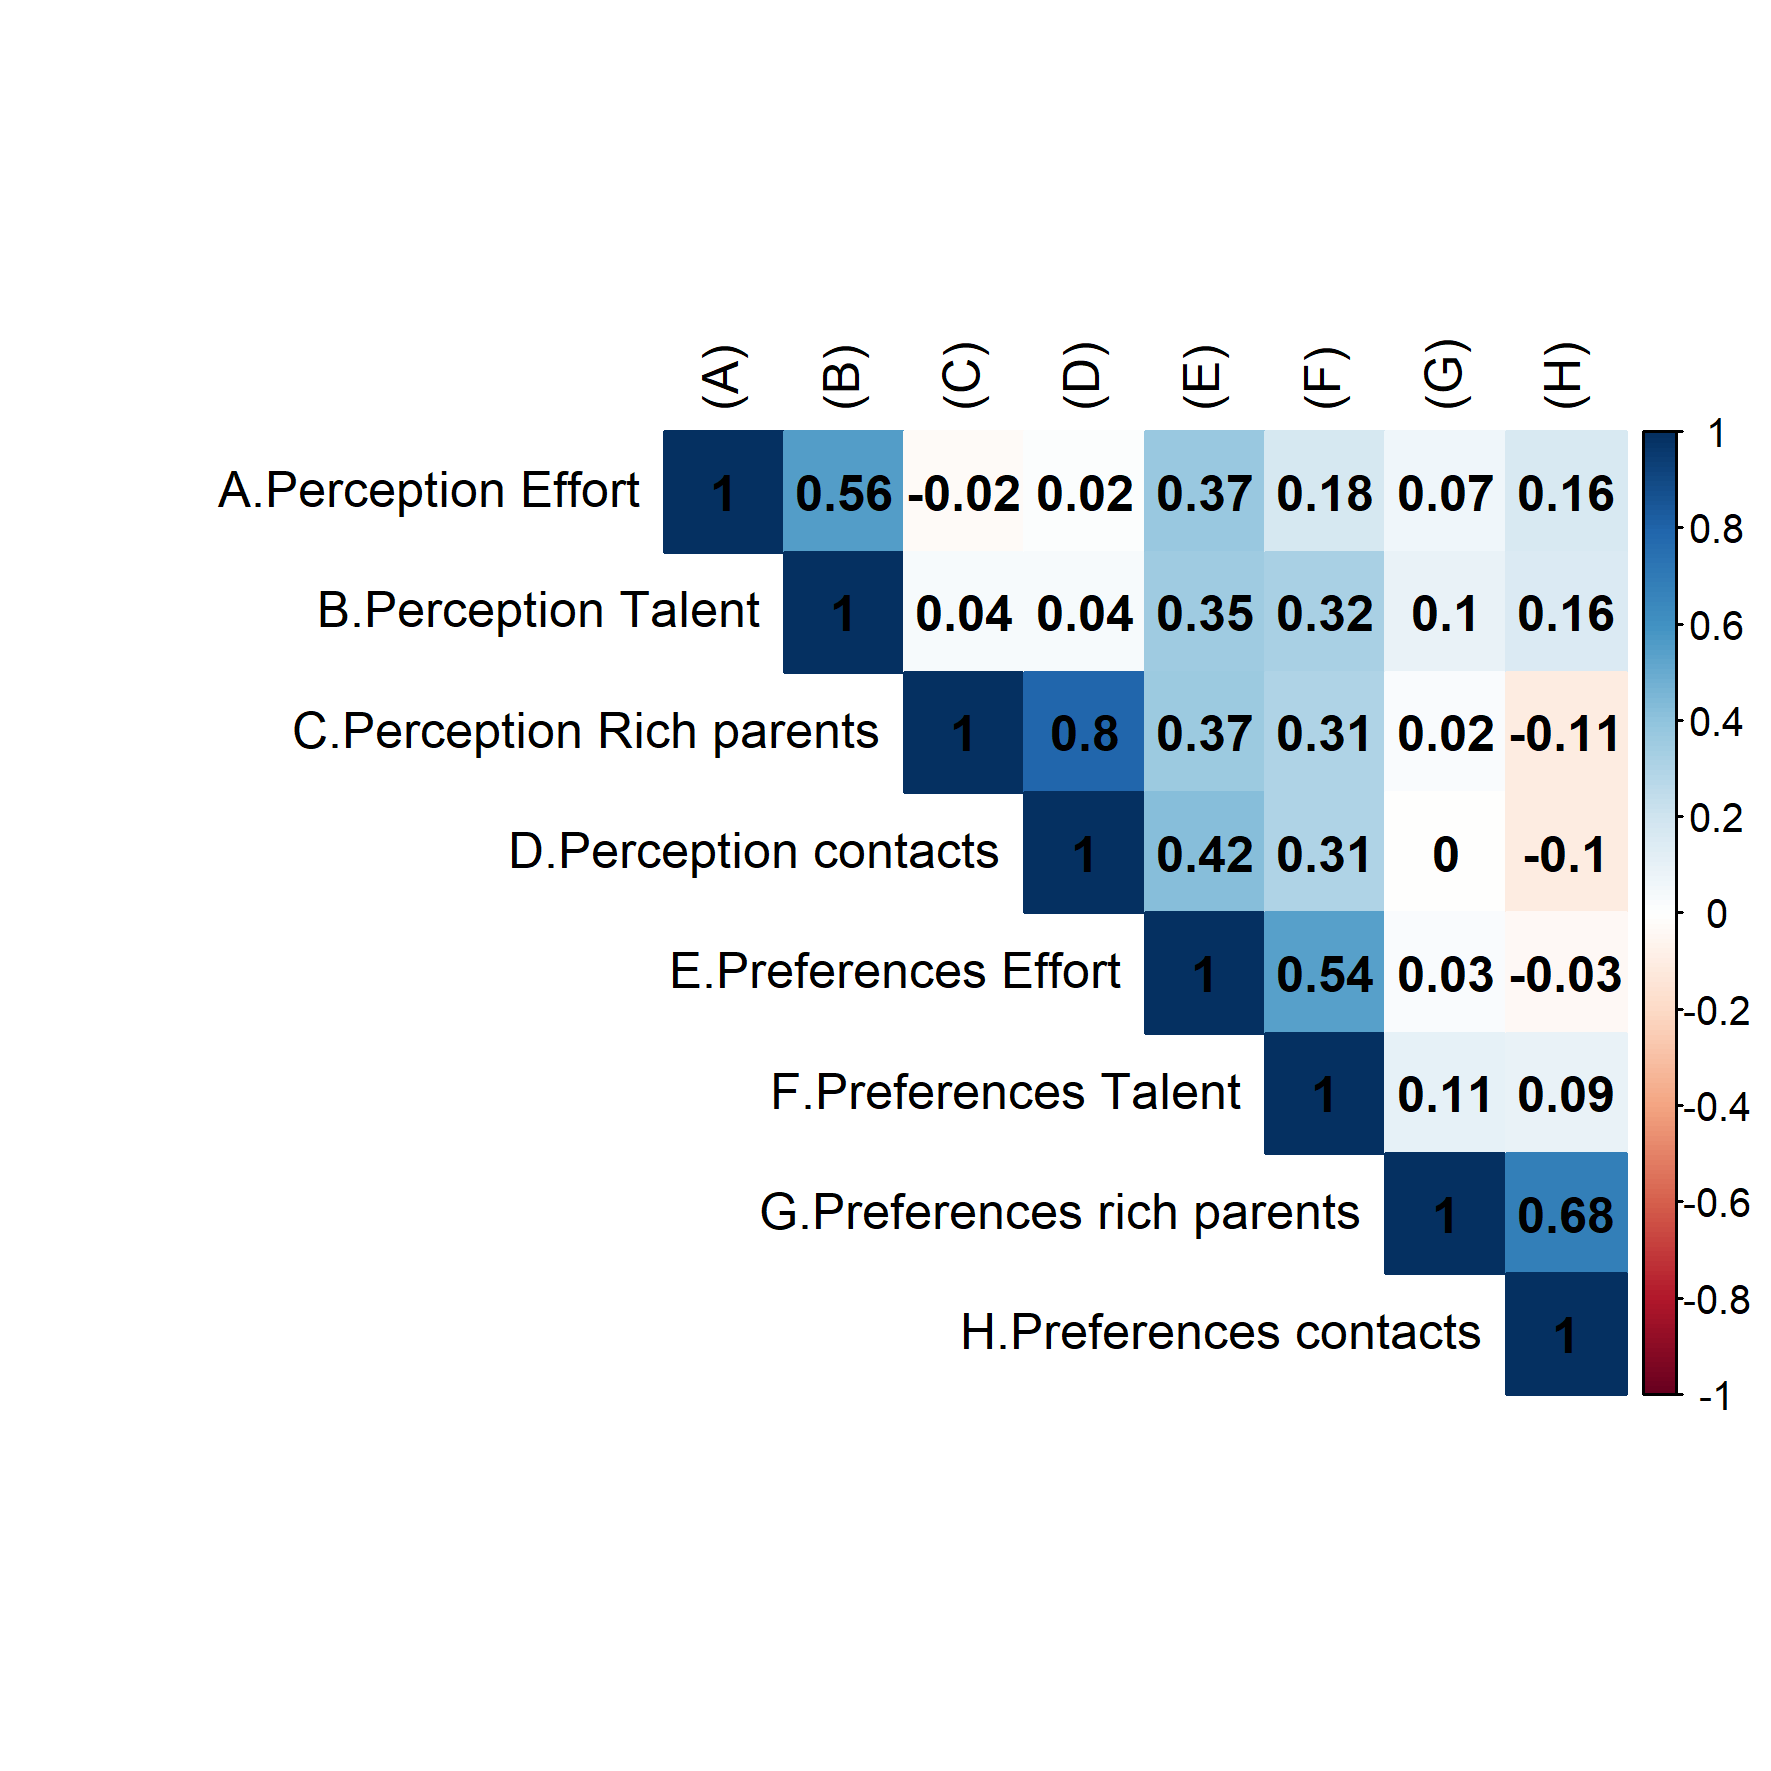 (A) (B) (C) (D) (E) (F) (G) (H)
A.Perception Effort 1 0.56 -0.02 0.02 0.37 0.18 0.07 0.16
B.Perception Talent 1 0.04 0.04 0.35 0.32 0.1 0.16
C.Perception Rich parents 1 0.8 0.37 0.31 0.02 -0.11
D.Perception contacts 1 0.42 0.31 0 -0.1
E.Preferences Effort 1 0.54 0.03 -0.03
F.Preferences Talent 1 0.11 0.09
G.Preferences rich parents 1 0.68
H.Preferences contacts 1
1
0.8
0.6
0.4
0.2
0
-0.2
-0.4
-0.6
-0.8
-1